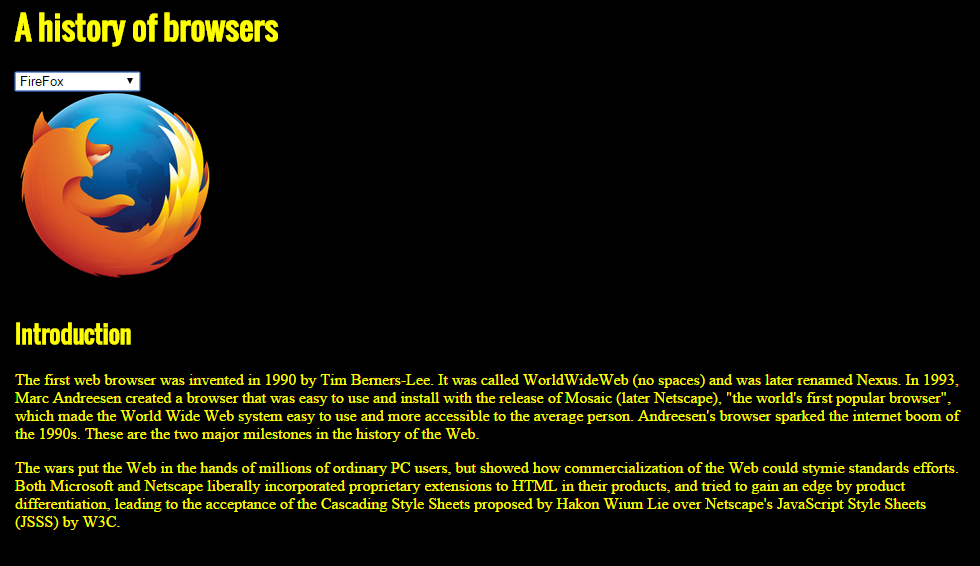 A history of browsers
FireFox
Introduction
The first web browser was invented in 1990 by Tim Berners-Lee. It was called WorldWideWeb (no spaces) and was later renamed Nexus. In 1993,
Marc Andreesen created a browser that was easy to use and install with the release of Mosaic (later Netscape), "the world's first popular browser",
which made the World Wide Web system easy to use and more accessible to the average person. Andreesen's browser sparked the internet boom of
the 1990s. These are the two major milestones in the history of the Web.
The wars put the Web in the hands of millions of ordinary PC users, but showed how commercialization of the Web could stymie standards efforts.
Both Microsoft and Netscape liberally incorporated proprietary extensions to HTML in their products, and tried to gain an edge by product
differentiation, leading to the acceptance of the Cascading Style Sheets proposed by Hakon Wium Lie over Netscape's JavaScript Style Sheets
(JSSS) by W3C.